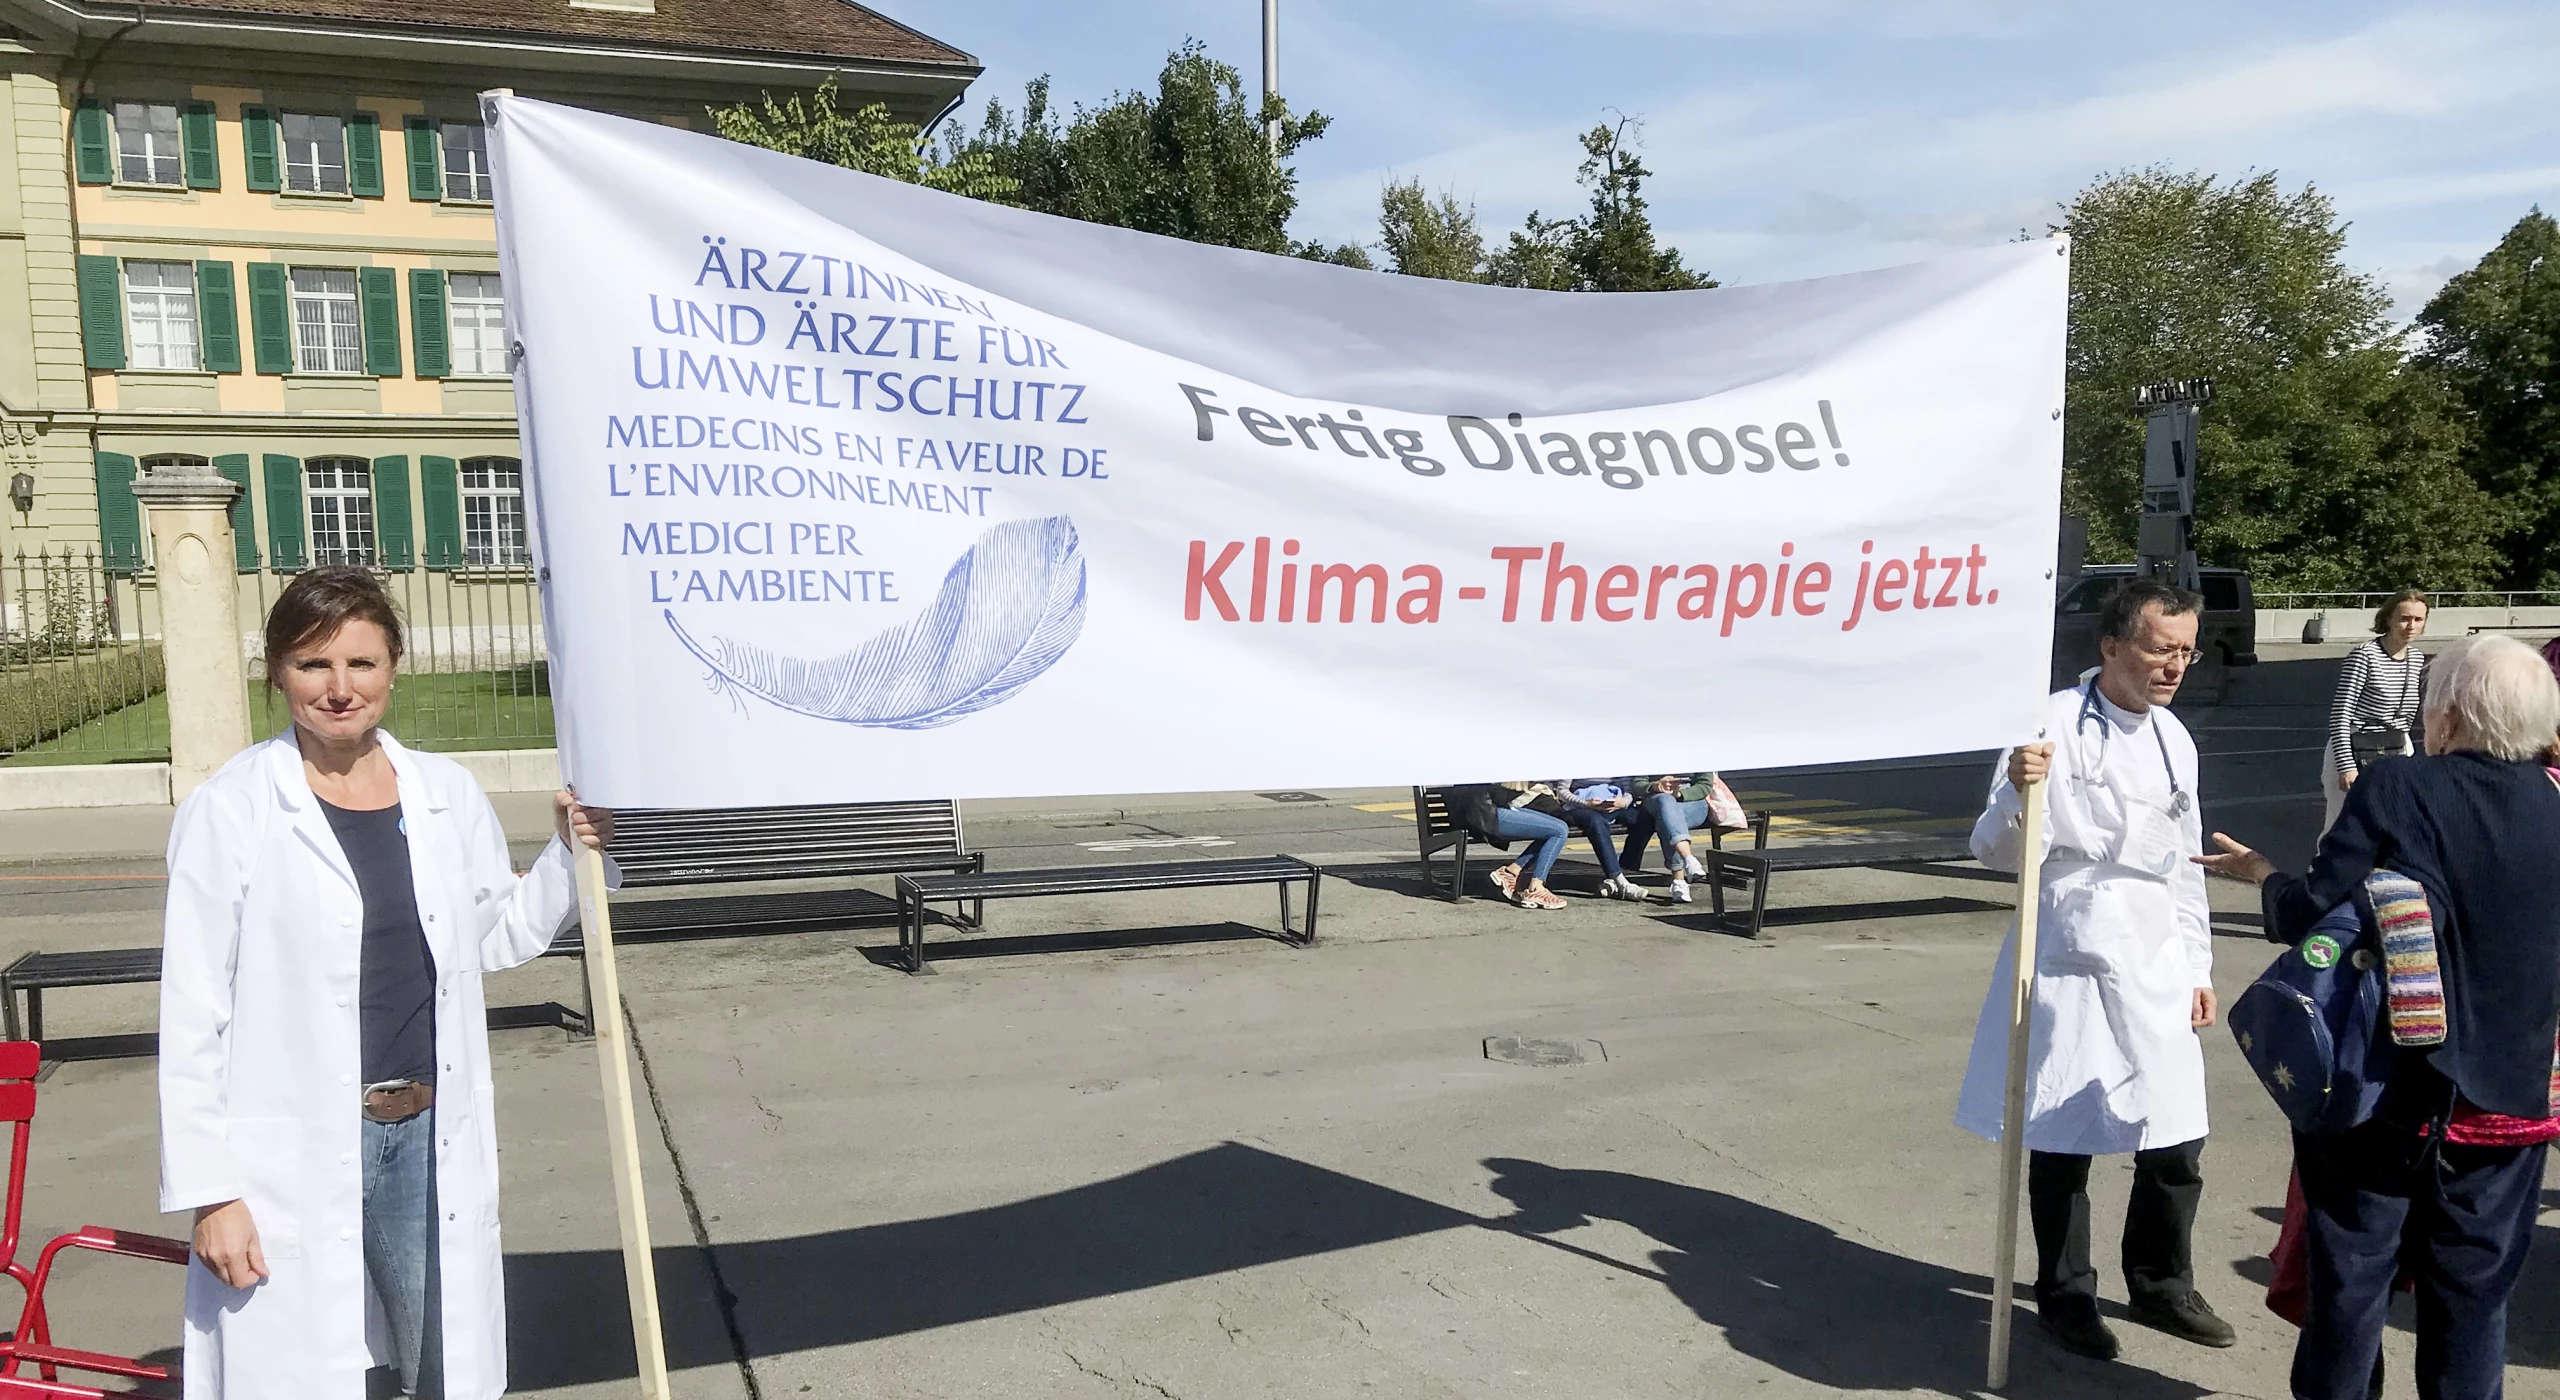 ÄRZTINNEN
UND ÄRZTE FÜR
UMWELTSCHUTZ
MEDECINS EN FAVEUR DE
L'ENVIRONNEMENT
MEDICI PER
L'AMBIENTE
Fertig Diagnose!
Klima-Therapie jetzt.